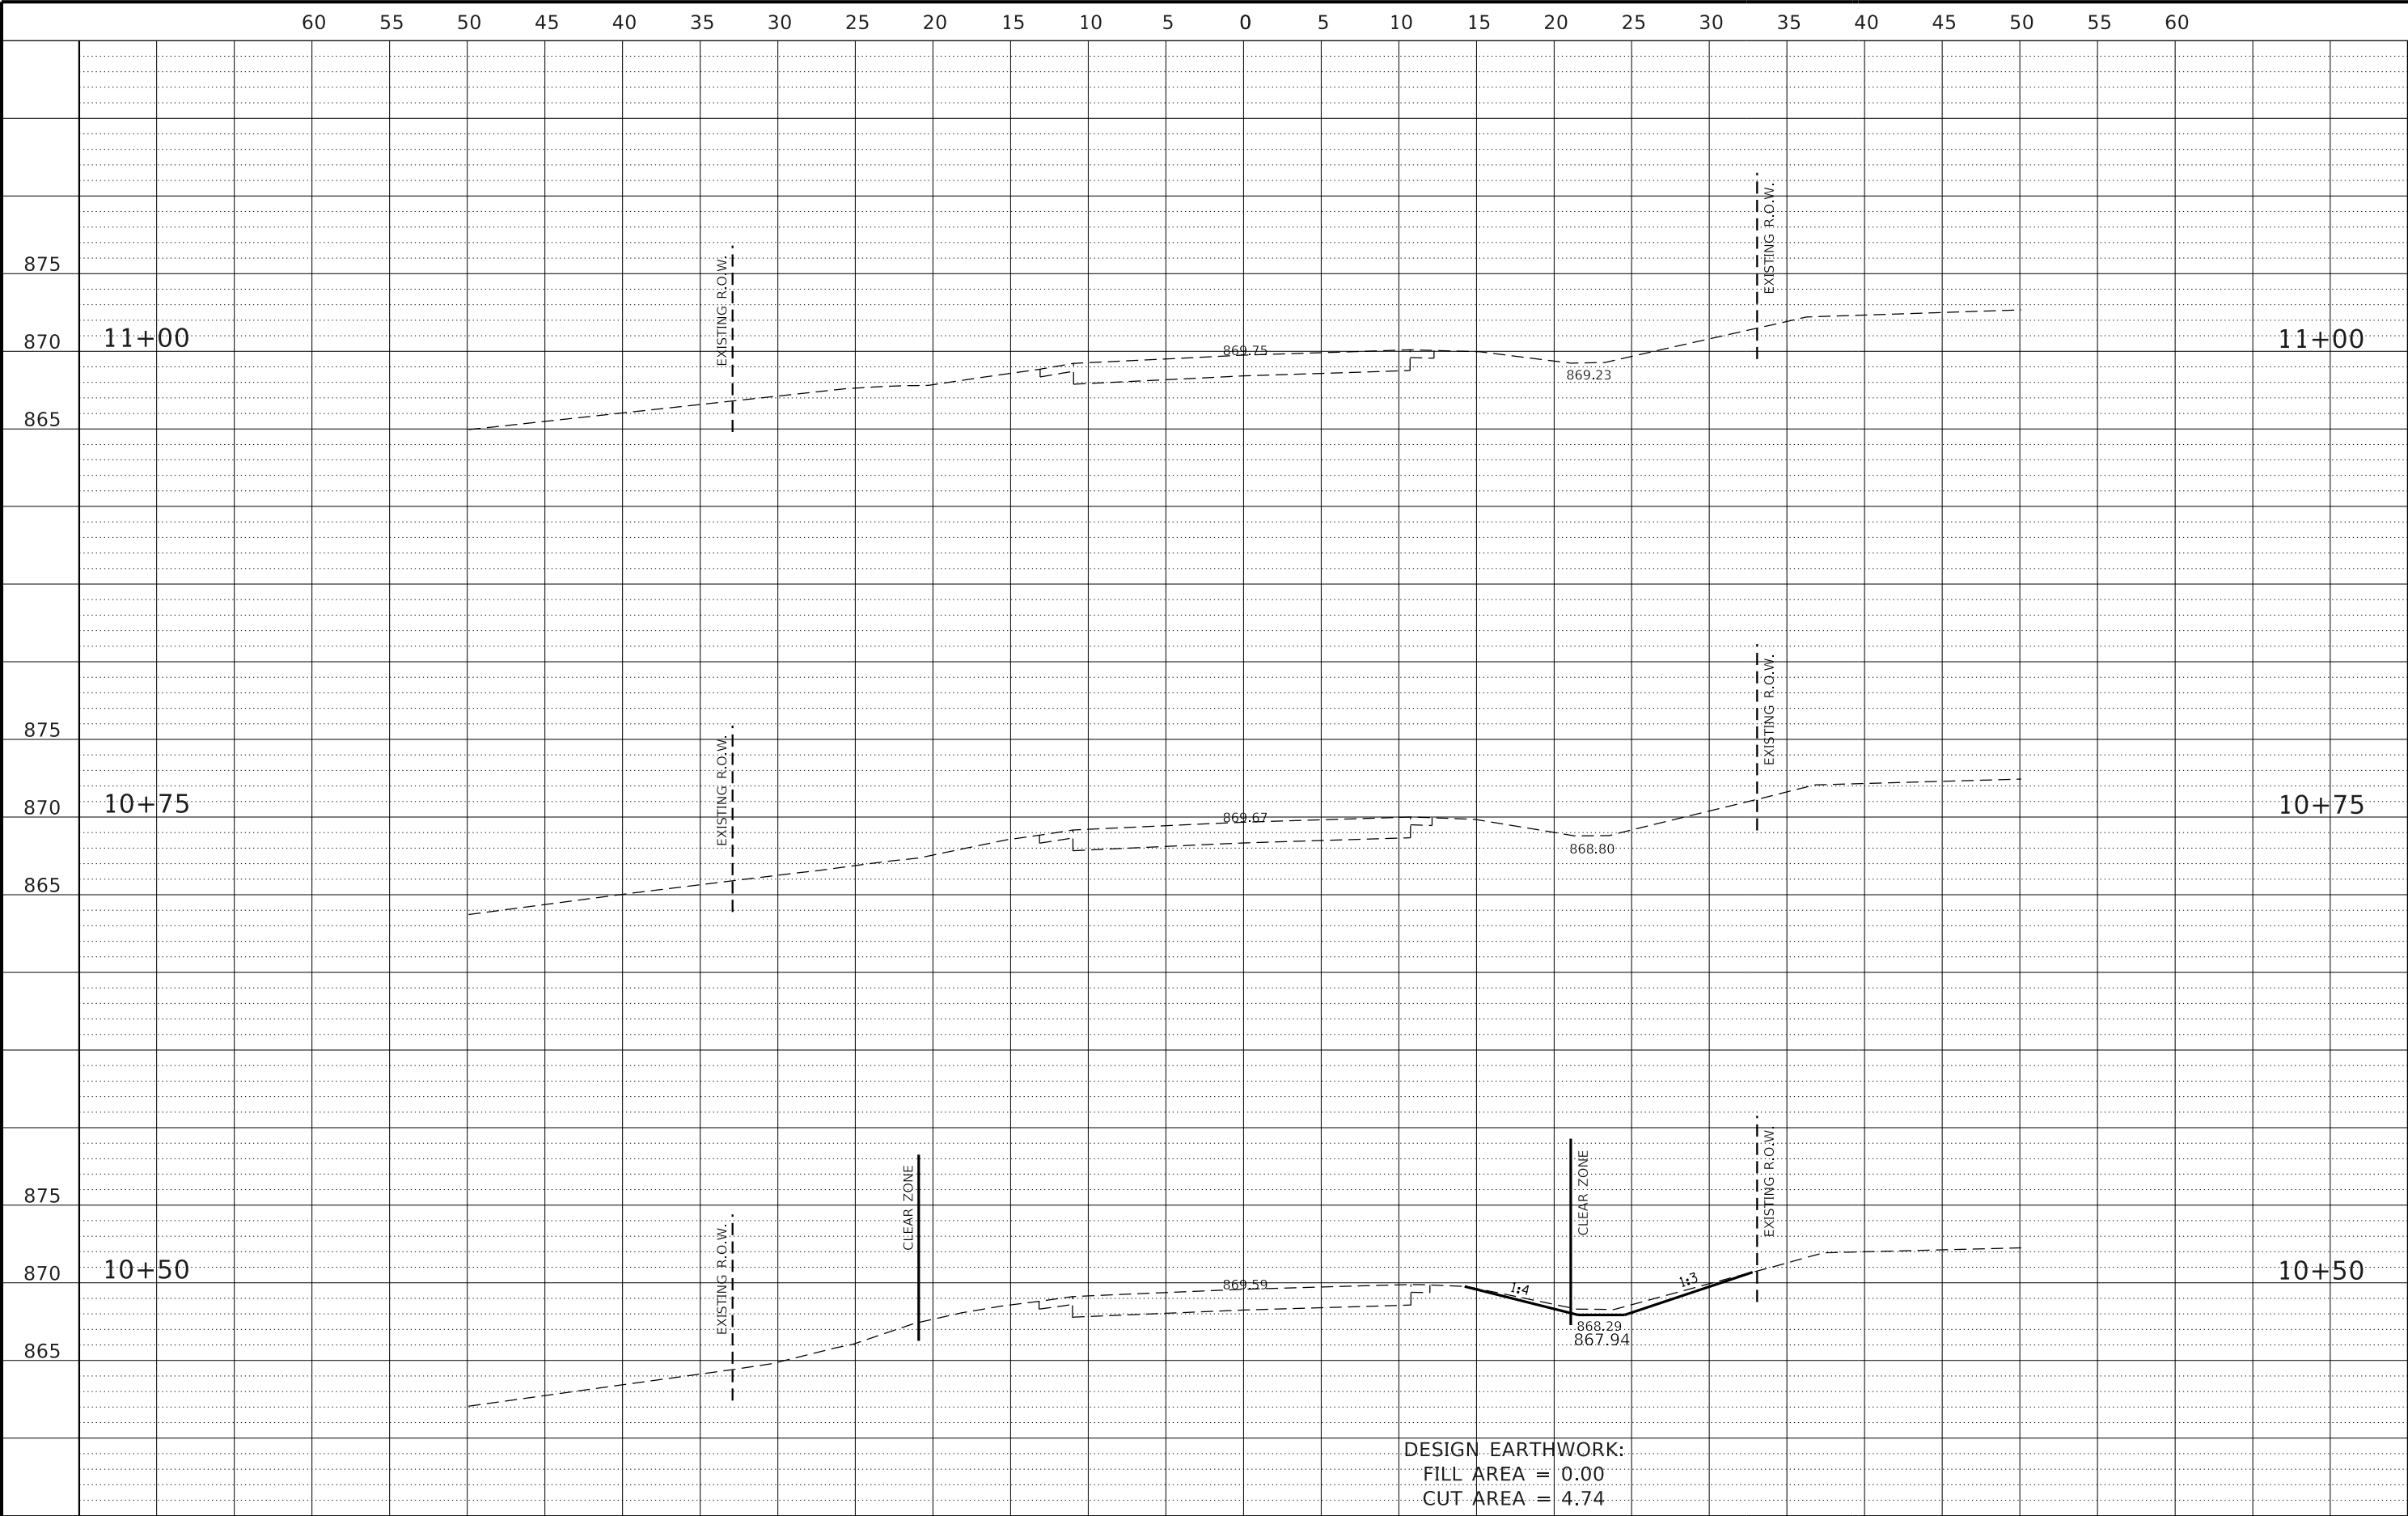 60 55 50 45 40 35 30 25 20 15 10 5 0 5 10 15 20 25 30 35 40 45 50 55 60
EXISTING R.O.W.
EXISTING R.O.W.
875
870 11+00 869.75 11+00
869.23
865
EXISTING R.O.W.
EXISTING R.O.W.
875
870 10+75 869.67 10+75
868.80
865
CLEAR ZONE
CLEAR ZONE
EXISTING R.O.W.
EXISTING R.O.W.
875
870 10+50 869.59 1:4 1:3 10+50
868.29
867.94
865
DESIGN EARTHWORK:
FILL AREA = 0.00
CUT AREA = 4.74